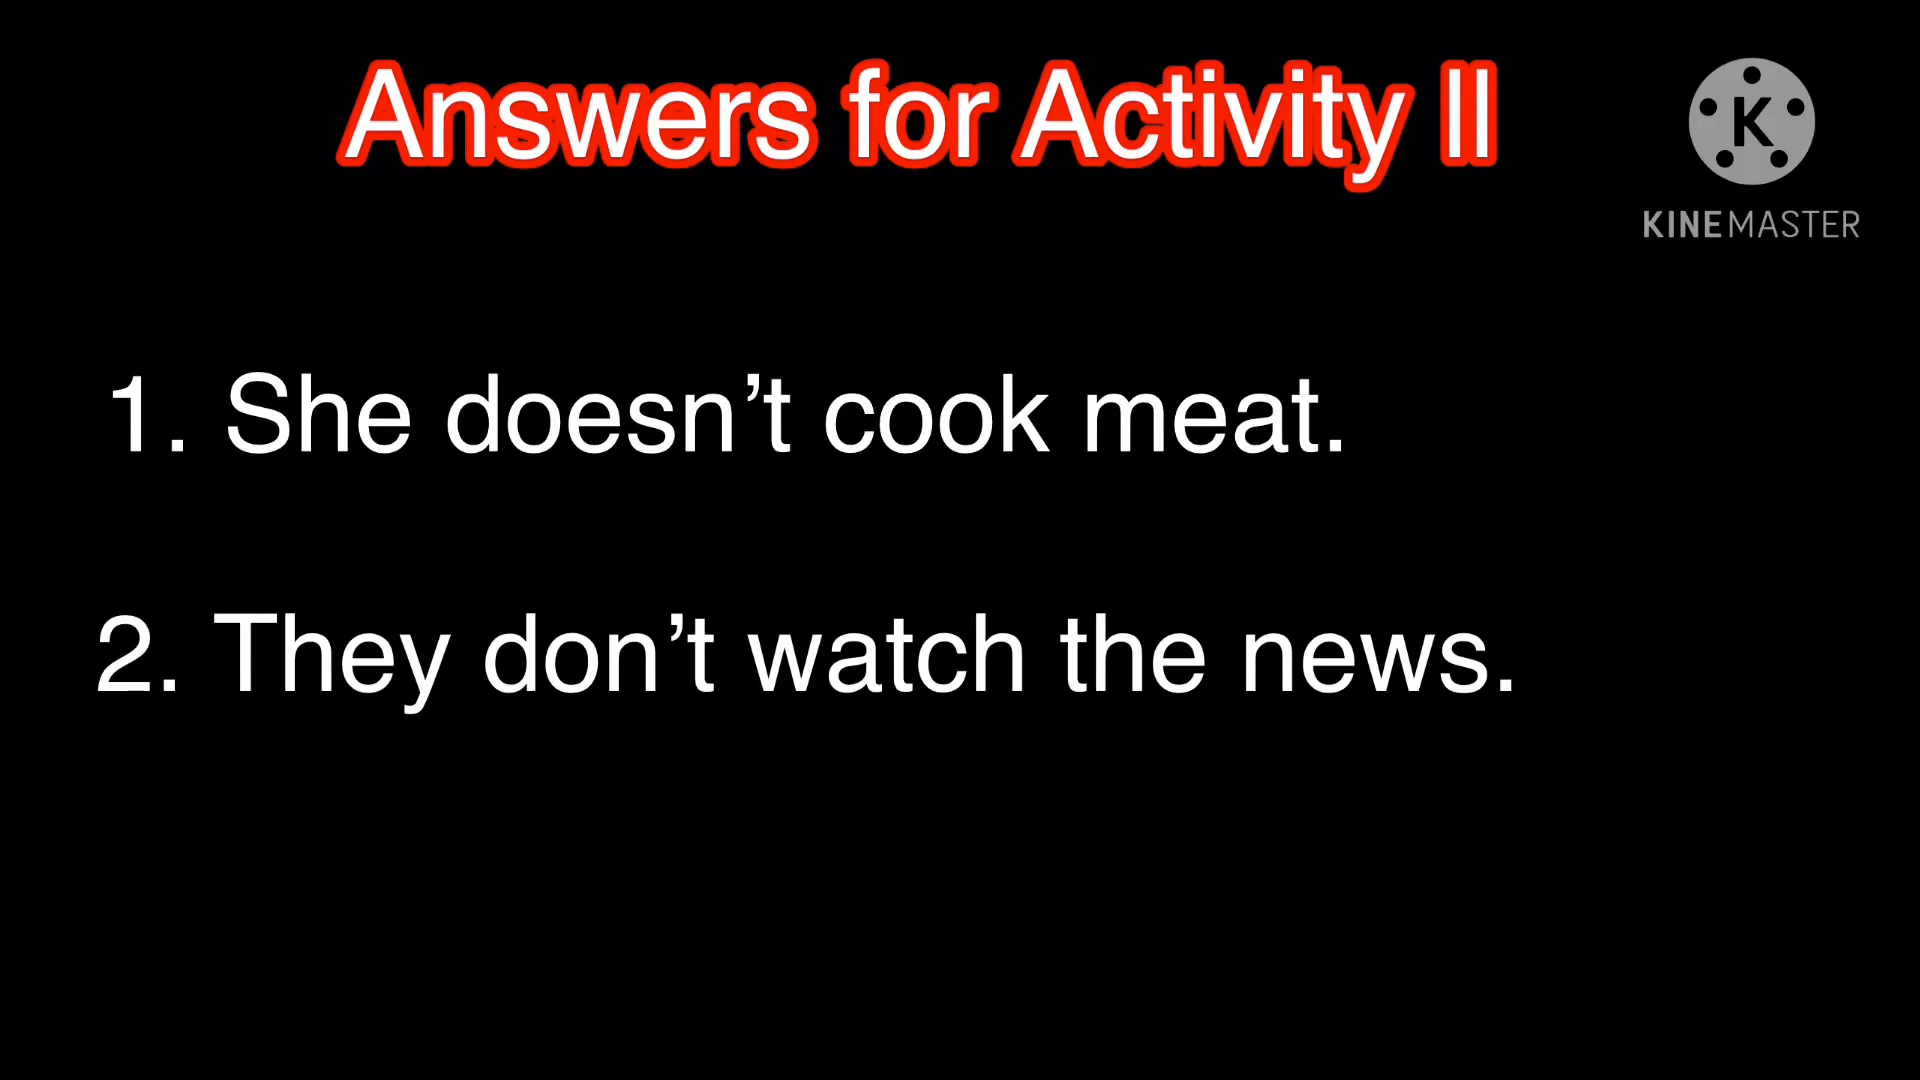 Answers for Activity II
K
KINEMASTER
1. She doesn’t cook meat.
2. They don’t watch the news.